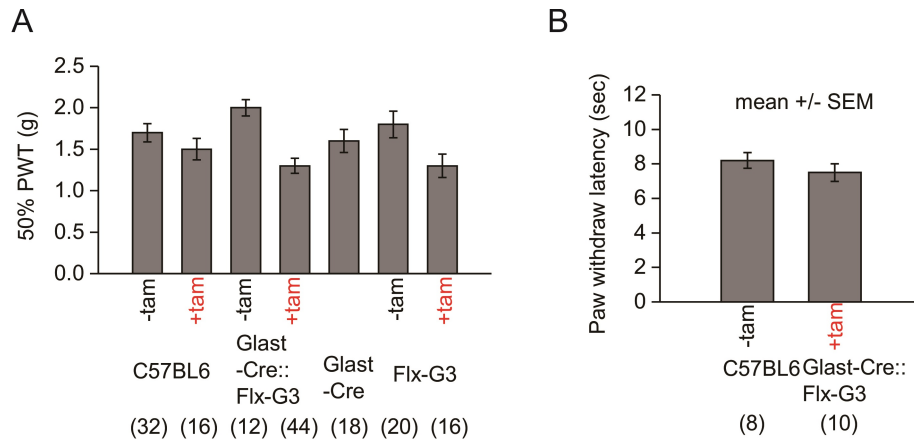 A
50% PWT (g)
2.5
2.0
1.5
1.0
0.5
0.0
-tam
+tam
-tam
+tam
-tam
+tam
C57BL6
Glast
-Cre::
Flx-G3
Glast
-Cre
Flx-G3
(32) (16) (12) (44) (18) (20) (16)
B
Paw withdraw latency (sec)
12
10
8
6
4
2
0
mean +/- SEM
-tam
+tam
C57BL6
Glast-Cre::
Flx-G3
(8) (10)